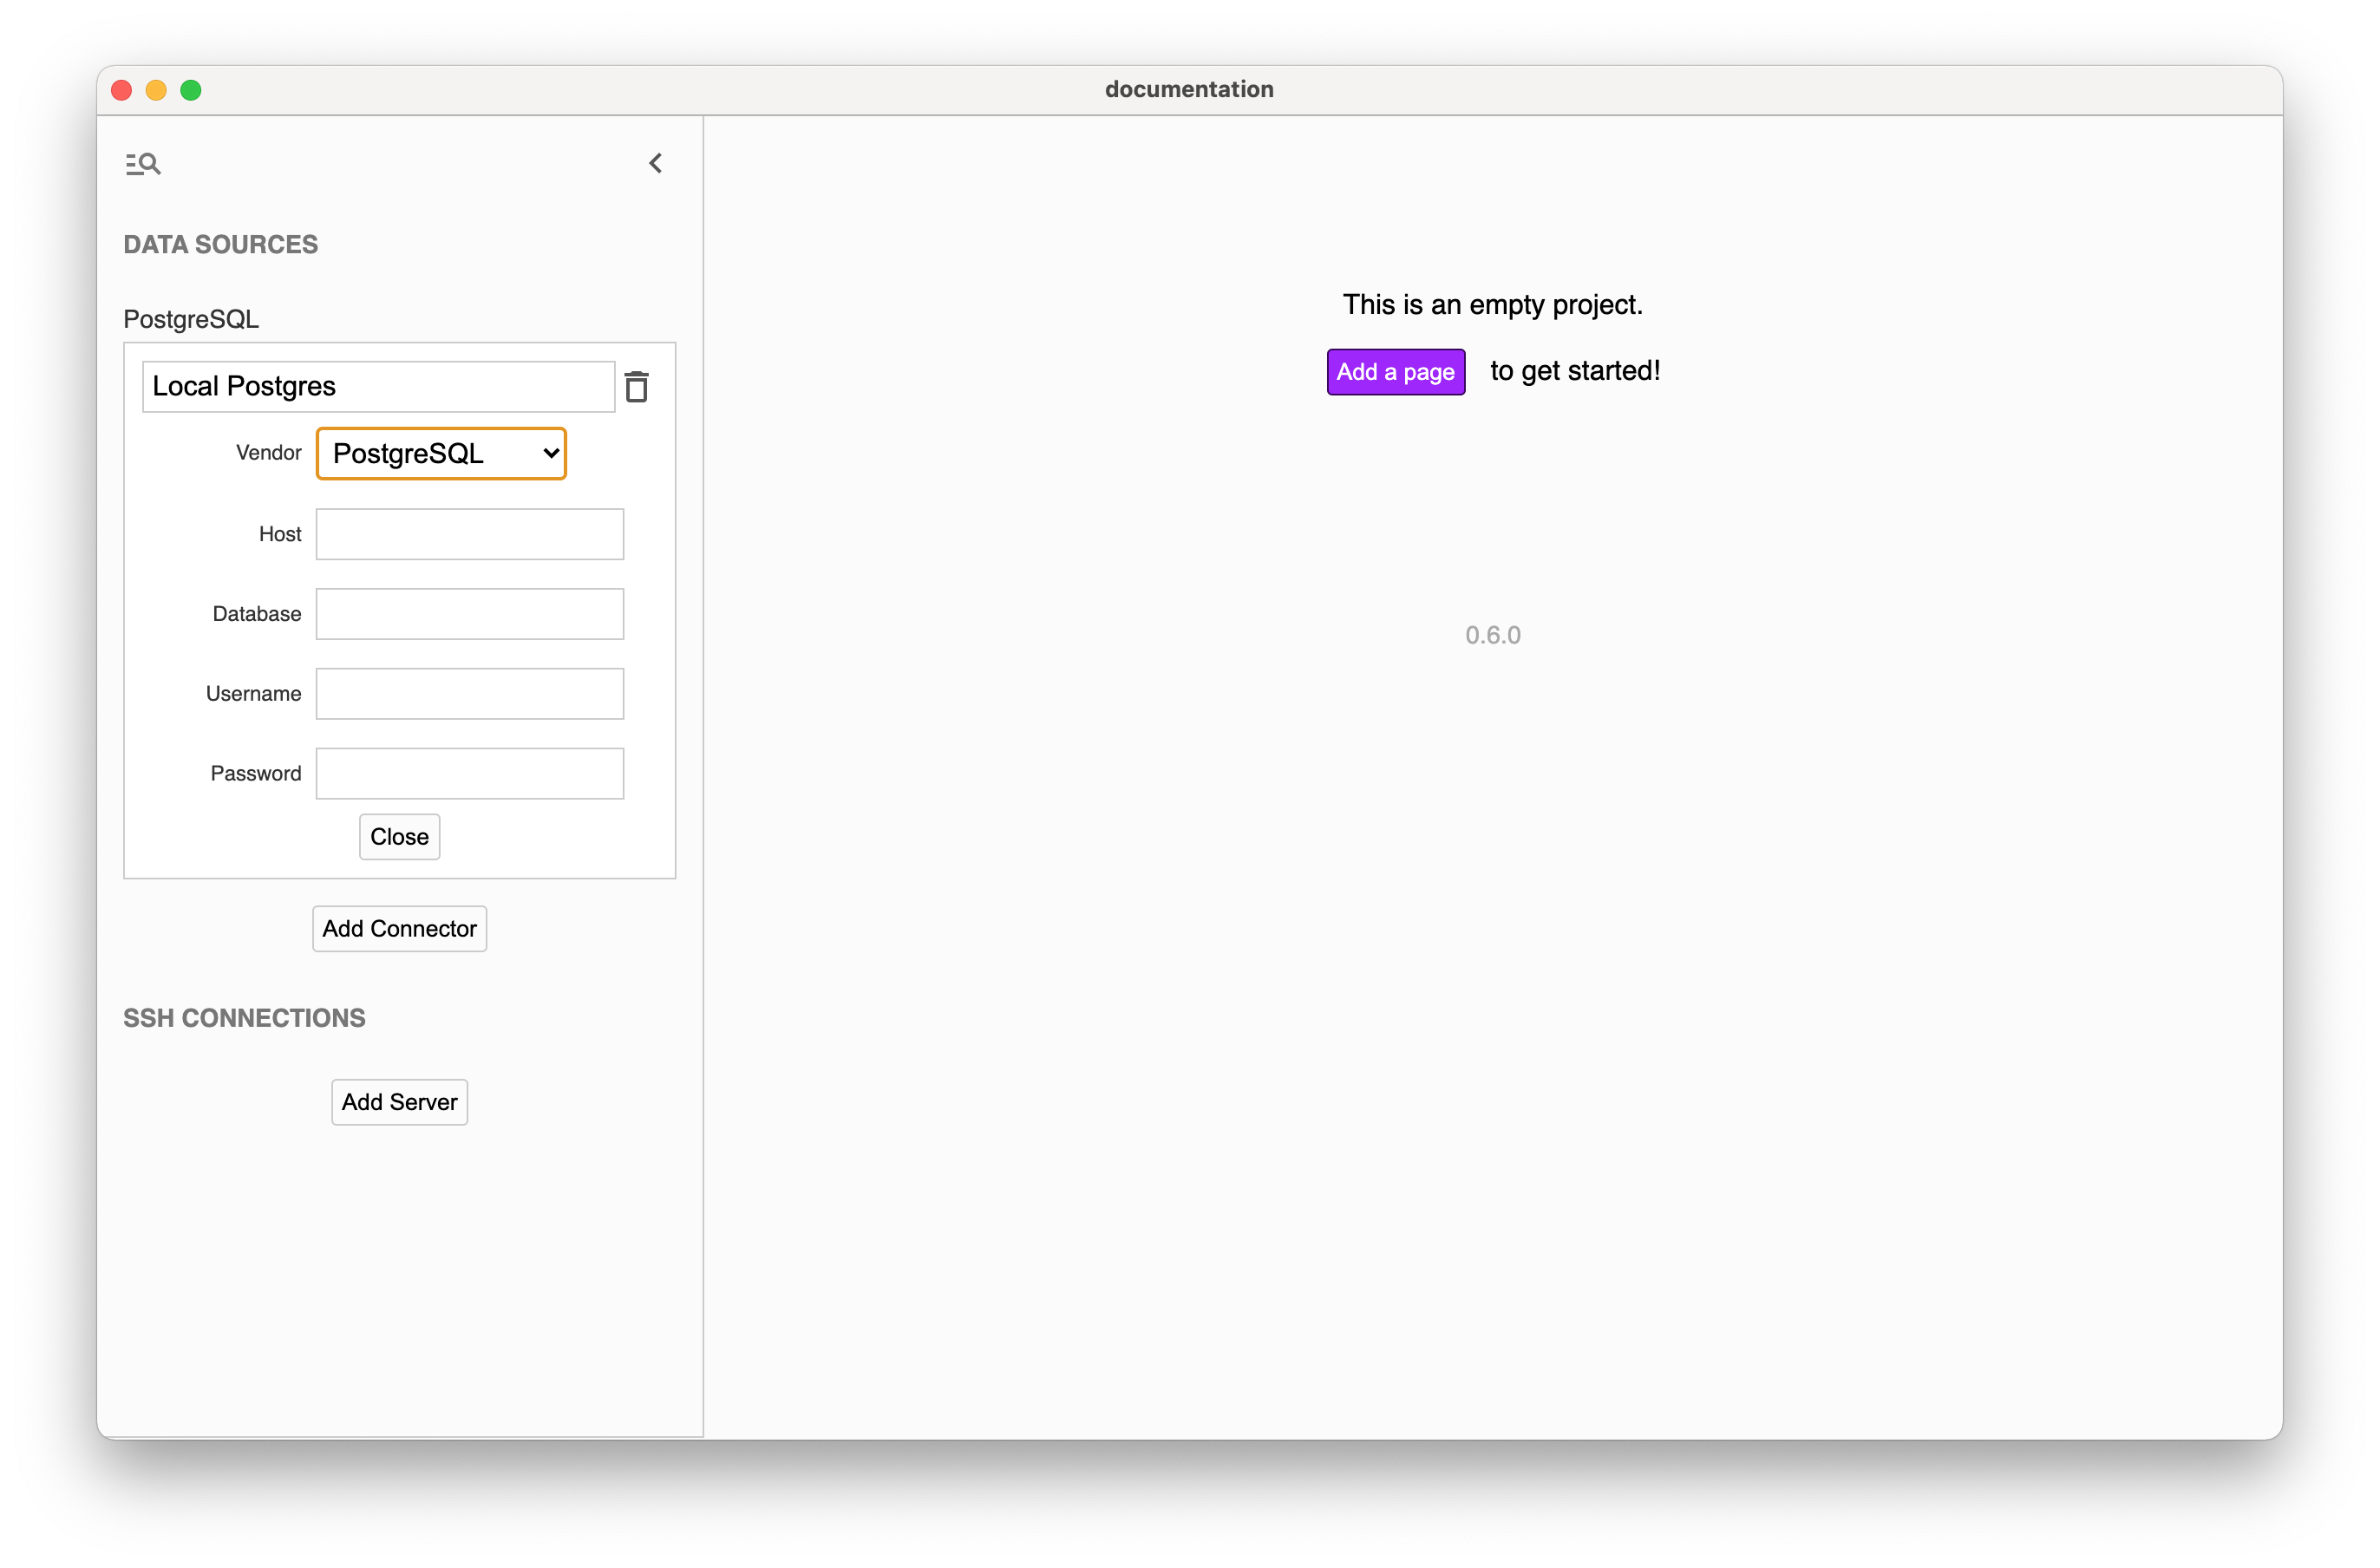 documentation
DATA SOURCES
PostgreSQL
Local Postgres
Vendor PostgreSQL
Host
Database
Username
Password
Close
Add Connector
SSH CONNECTIONS
Add Server
This is an empty project.
Add a page to get started!
0.6.0